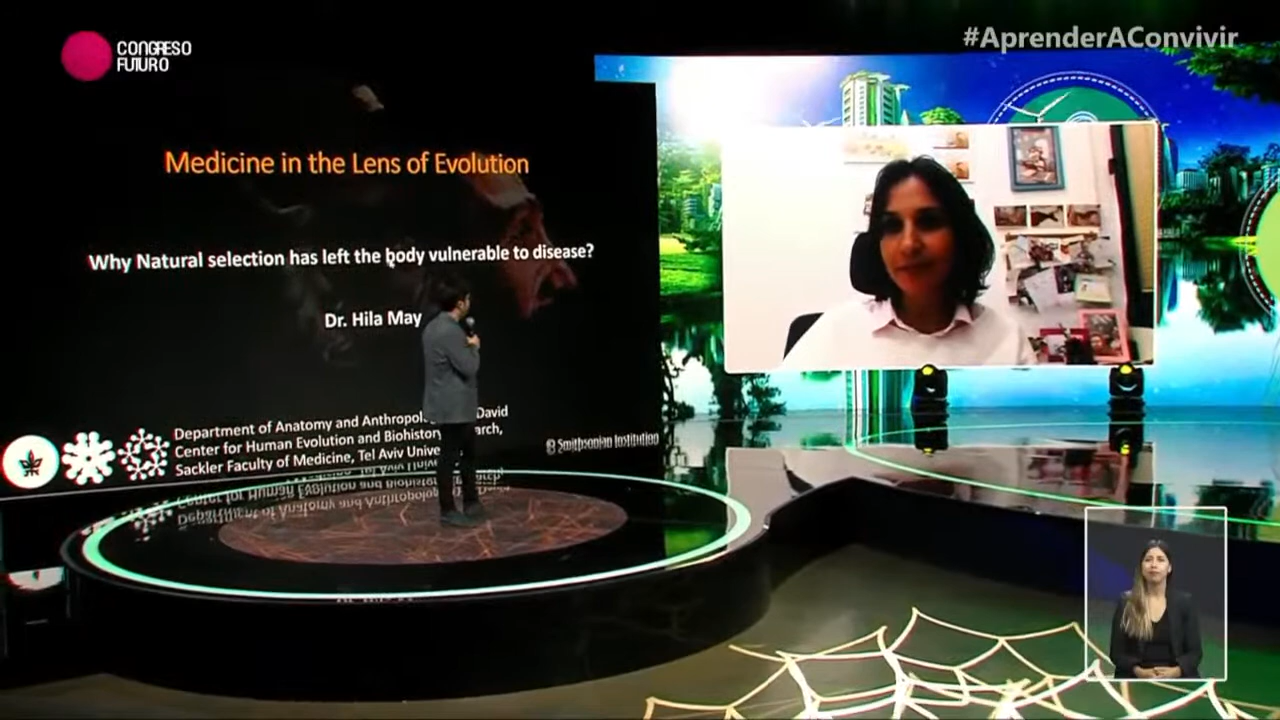 CONGRESO
FUTURO
#AprenderAConvivir
Medicine in the Lens of Evolution
Why Natural selection has left the body vulnerable to disease?
Dr. Hila May
Department of Anatomy and David
Center for Human Evolution and
Sackler Faculty of Medicine, Tel Aviv
© Smithsonian Institution